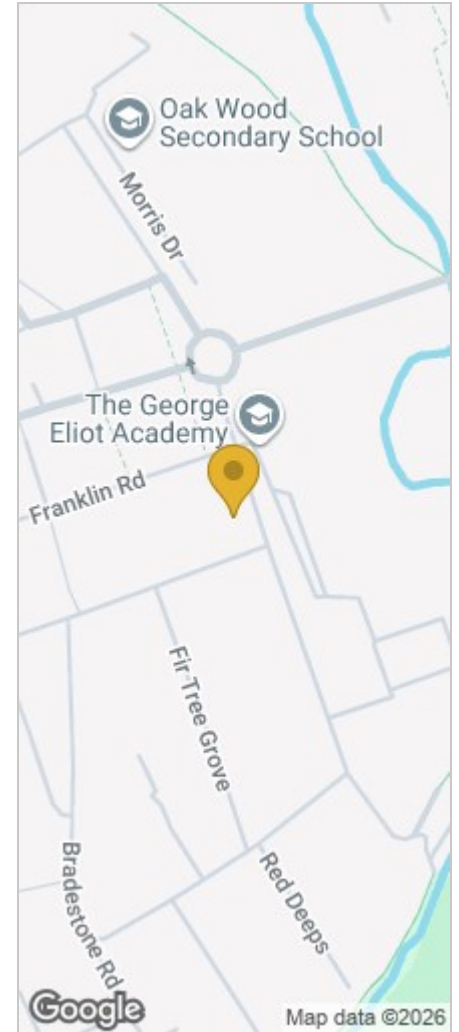 Oak Wood
Secondary School
Morris Dr
The George
Eliot Academy
Franklin Rd
Fir Tree Grove
Bradestone Rd
Red Deeps
Google
Map data ©2026